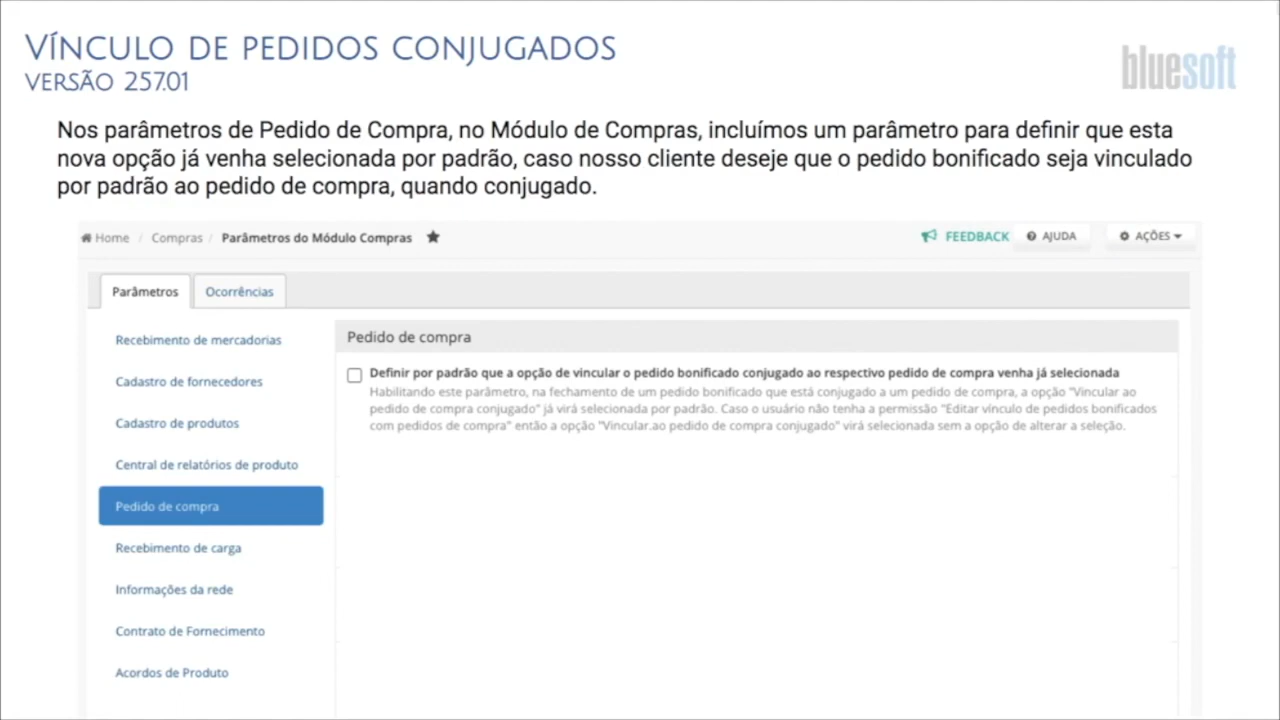 VÍNCULO DE PEDIDOS CONJUGADOS
VERSÃO 257.01
bluesoft
Nos parâmetros de Pedido de Compra, no Módulo de Compras, incluímos um parâmetro para definir que esta
nova opção já venha selecionada por padrão, caso nosso cliente deseje que o pedido bonificado seja vinculado
por padrão ao pedido de compra, quando conjugado.
Home / Compras / Parâmetros do Módulo Compras
FEEDBACK AJUDA AÇÕES
Parâmetros Ocorrências
Recebimento de mercadorias
Cadastro de fornecedores
Cadastro de produtos
Central de relatórios de produto
Pedido de compra
Recebimento de carga
Informações da rede
Contrato de Fornecimento
Acordos de Produto
Pedido de compra
Definir por padrão que a opção de vincular o pedido bonificado conjugado ao respectivo pedido de compra venha já selecionada
Habilitando este parâmetro, na fechamento de um pedido bonificado que está conjugado a um pedido de compra, a opção "Vincular ao
pedido de compra conjugado" já virá selecionada por padrão. Caso o usuário não tenha a permissão "Editar vínculo de pedidos bonificados
com pedidos de compra" então a opção "Vincular.ao pedido de compra conjugado" virá selecionada sem a opção de alterar a seleção.